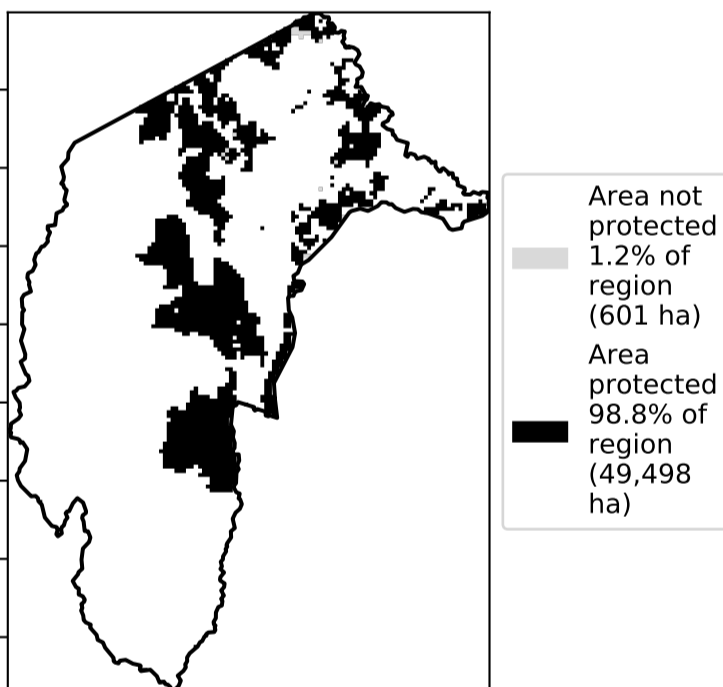 Area not
protected
1.2% of
region
(601 ha)
Area
protected
98.8% of
region
(49,498
ha)